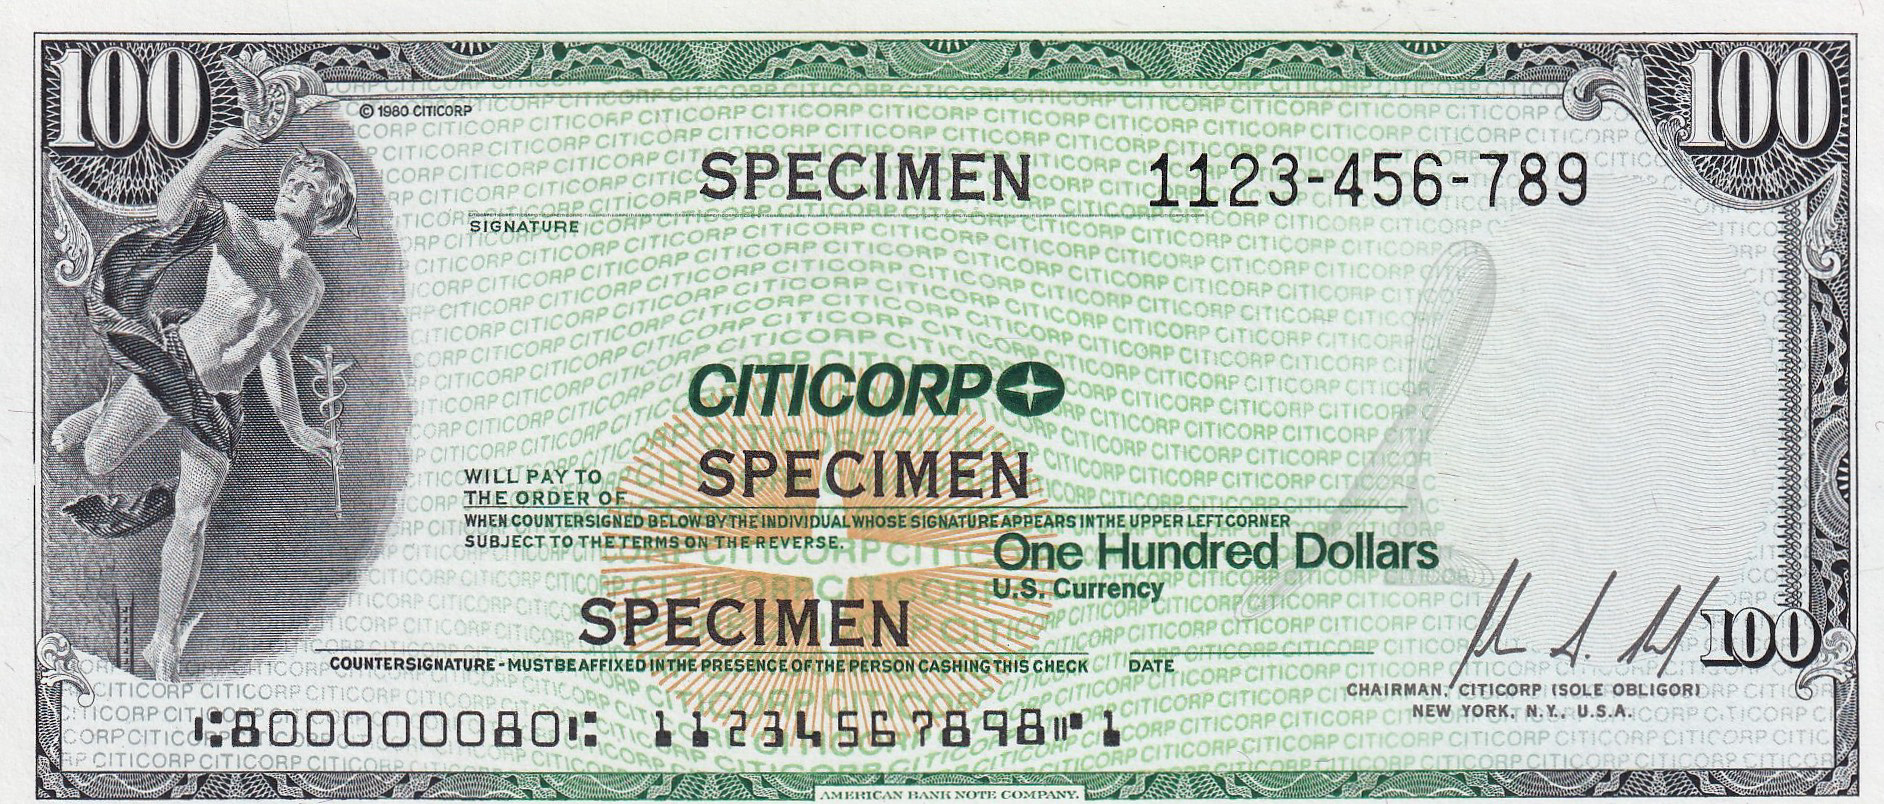 100 100
© 1980 CITICORP
SPECIMEN 1123-456-789
SIGNATURE
CITICORP
WILL PAY TO
THE ORDER OF SPECIMEN
WHEN COUNTERSIGNED BELOW BY THE INDIVIDUAL WHOSE SIGNATURE APPEARS IN THE UPPER LEFT CORNER
SUBJECT TO THE TERMS ON THE REVERSE.
One Hundred Dollars
U.S. Currency
SPECIMEN
100
COUNTERSIGNATURE - MUST BE AFFIXED IN THE PRESENCE OF THE PERSON CASHING THIS CHECK DATE
CHAIRMAN, CITICORP (SOLE OBLIGOR)
NEW YORK, N.Y., U.S.A.
⑆800000080⑆ 11234567898⑈1
AMERICAN BANK NOTE COMPANY.